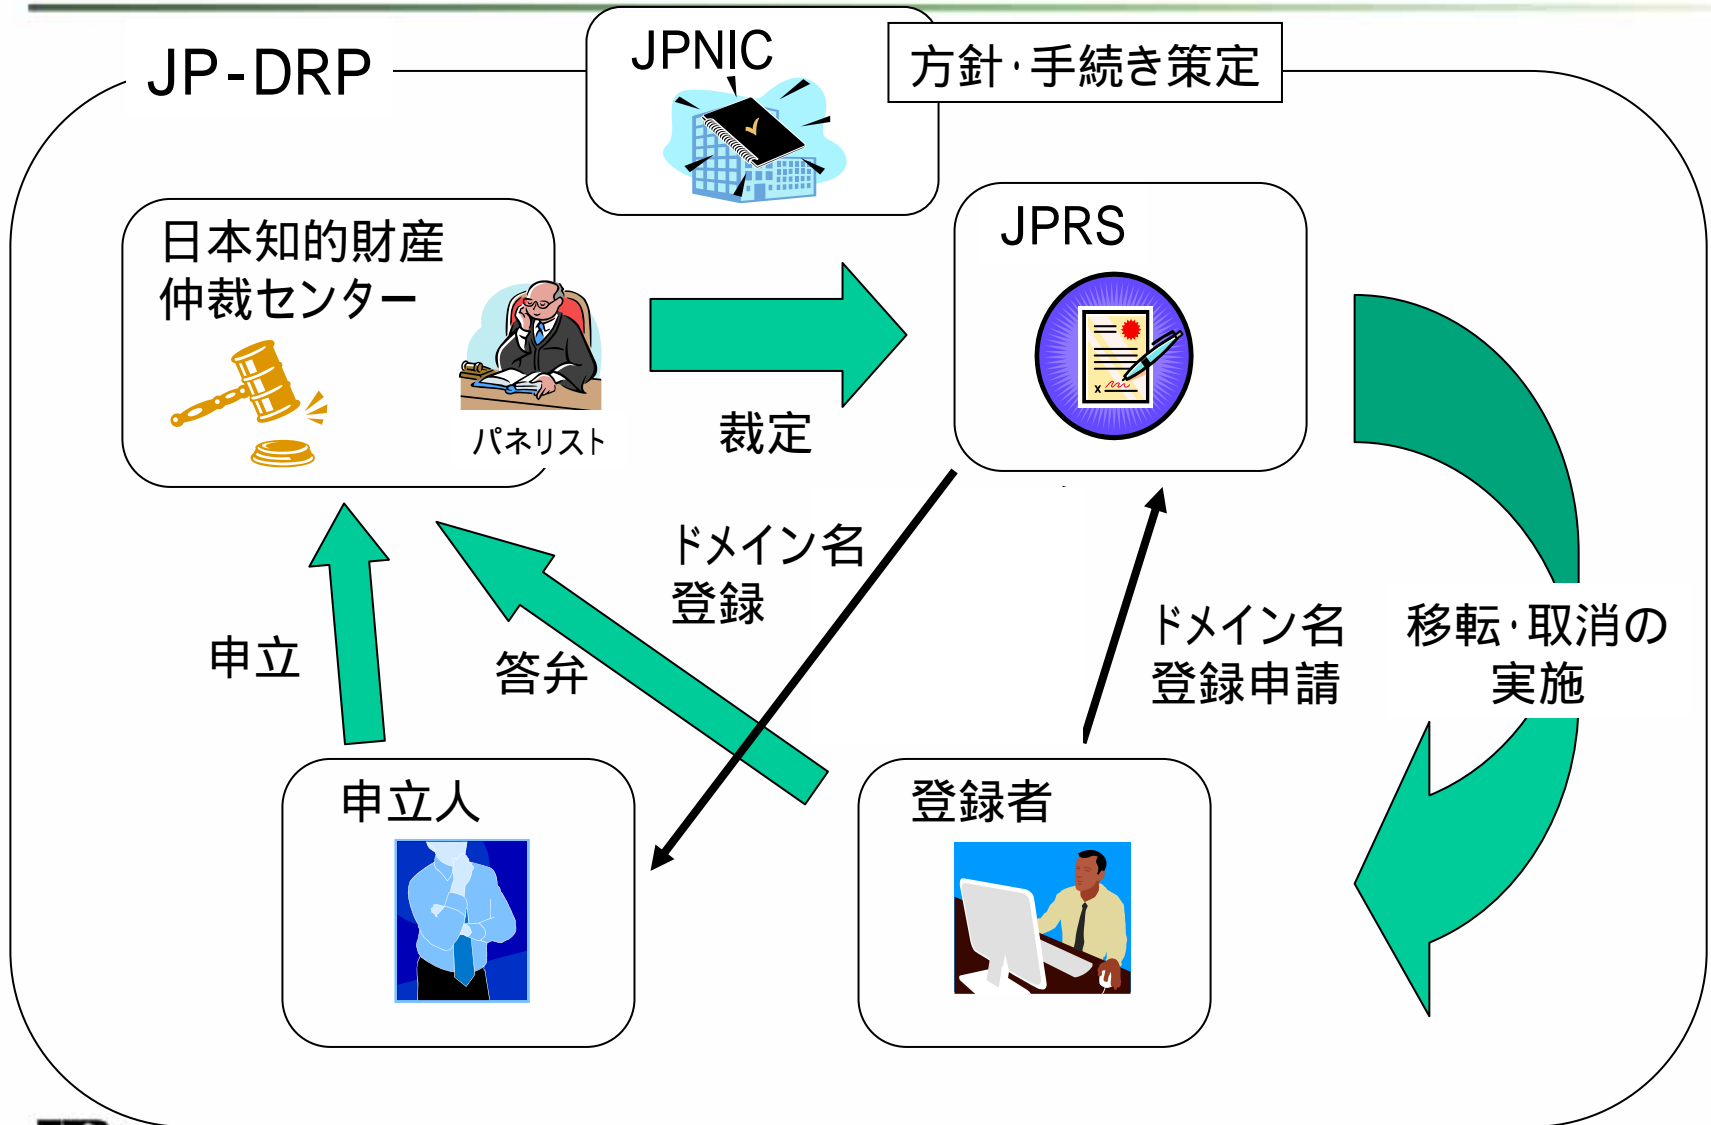 JP-DRP
JPNIC
方針・手続き策定
日本知的財産
仲裁センター
パネリスト
裁定
JPRS
x
ドメイン名
登録
申立
答弁
ドメイン名
登録申請
移転・取消の
実施
申立人
登録者